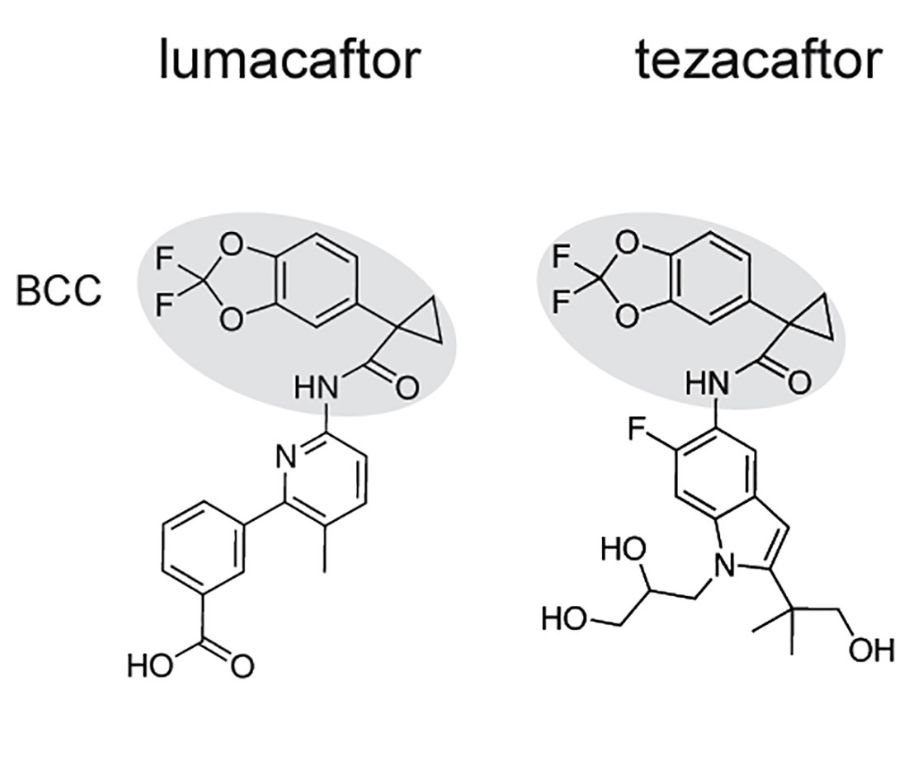 lumacaftor tezacaftor
BCC
F O
F O
HN O
N
HO O
F O
F O
HN O
F
HO N
HO
OH